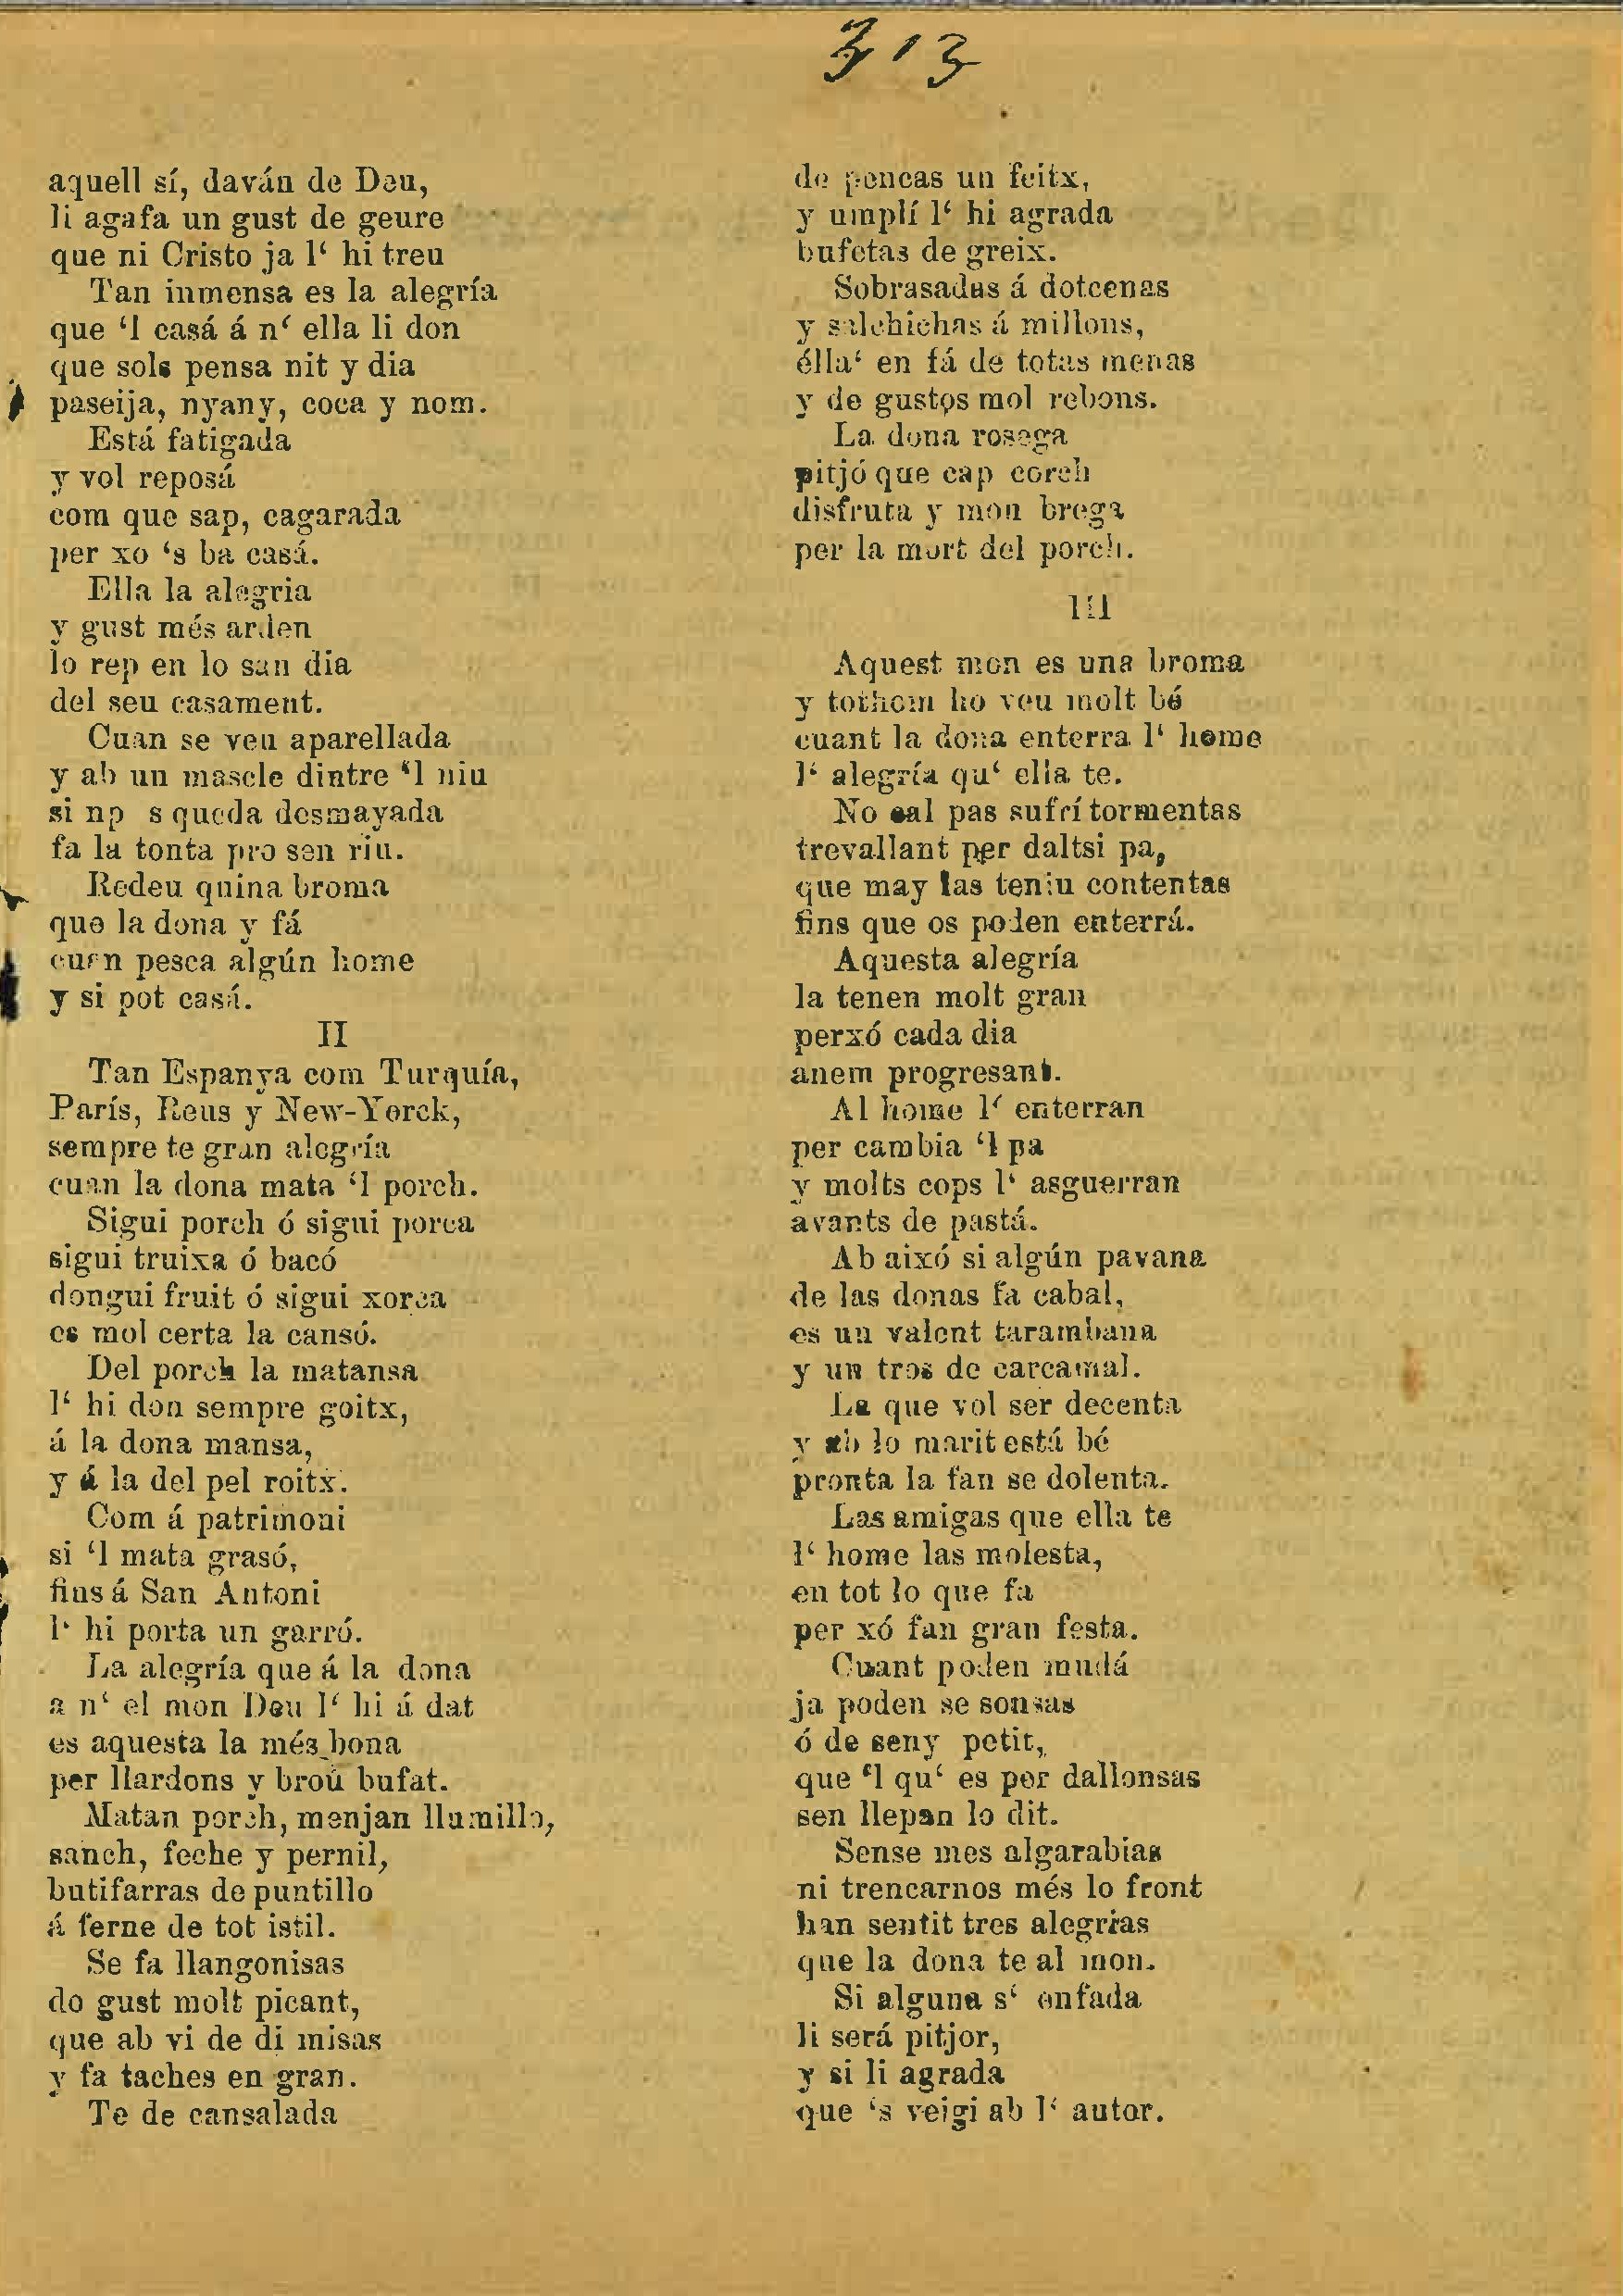 313
aquell sí, daván de Deu,
li agafa un gust de geure
que ni Cristo ja l‘ hi treu
Tan inmensa es la alegría
que ‘l casá á n‘ ella li don
que sols pensa nit y dia
paseija, nyany, coca y nom.
Está fatigada
y vol reposá
com que sap, cagarada
per xo ‘s ba casá.
Ella la alegria
y gust més arden
lo rep en lo san dia
del seu casament.
Cuan se veu aparellada
y ab un mascle dintre ‘l niu
si np s queda desmayada
fa la tonta pro sen riu.
Redeu quina broma
que la dona y fá
cuan pesca algún home
y si pot casá.
II
Tan Espanya com Turquía,
París, Reus y New-Yorck,
sempre te gran alegría
cuan la dona mata ‘l porch.
Sigui porch ó sigui porca
sigui truixa ó bacó
dongui fruit ó sigui xorca
es mol certa la cansó.
Del porch la matansa
l‘ hi don sempre goitx,
á la dona mansa,
y á la del pel roitx.
Com á patrimoni
si ‘l mata grasó,
fins á San Antoni
l‘ hi porta un garró.
La alegría que á la dona
a n‘ el mon Deu l‘ hi á dat
es aquesta la més bona
per llardons y brou bufat.
Matan porch, menjan llumillo,
sanch, feche y pernil,
butifarras de puntillo
á ferne de tot istil.
Se fa llangonisas
do gust molt picant,
que ab vi de di misas
y fa taches en gran.
Te de cansalada
de pencas un feitx,
y umplí l‘ hi agrada
bufetas de greix.
Sobrasadas á dotcenas
y salchichas á millons,
élla‘ en fá de totas menas
y de gustos mol rebons.
La dona rosega
pitjó que cap corch
disfruta y mon brega
per la mort del porch.
III
Aquest mon es una broma
y tothom ho veu molt bé
cuant la dona enterra l‘ home
l‘ alegría qu‘ ella te.
No cal pas sufrí tormentas
trevallant per daltsi pa,
que may las teniu contentas
fins que os poden enterrá.
Aquesta alegría
la tenen molt gran
perxó cada dia
anem progresant.
Al home l‘ enterran
per cambia ‘l pa
y molts cops l‘ asguerran
avants de pastá.
Ab aixó si algún pavana
de las donas fa cabal,
es un valent tarambana
y un tros de carcamal.
La que vol ser decenta
y ab lo marit está bé
pronta la fan se dolenta.
Las amigas que ella te
l‘ home las molesta,
en tot lo que fa
per xó fan gran festa.
Cuant poden mudá
ja poden se sonsas
ó de seny petit,
que ‘l qu‘ es per dallonsas
sen llepan lo dit.
Sense mes algarabias
ni trencarnos més lo front
han sentit tres alegrias
que la dona te al mon.
Si alguna s‘ enfada
li será pitjor,
y si li agrada
que ‘s veigi ab l‘ autor.